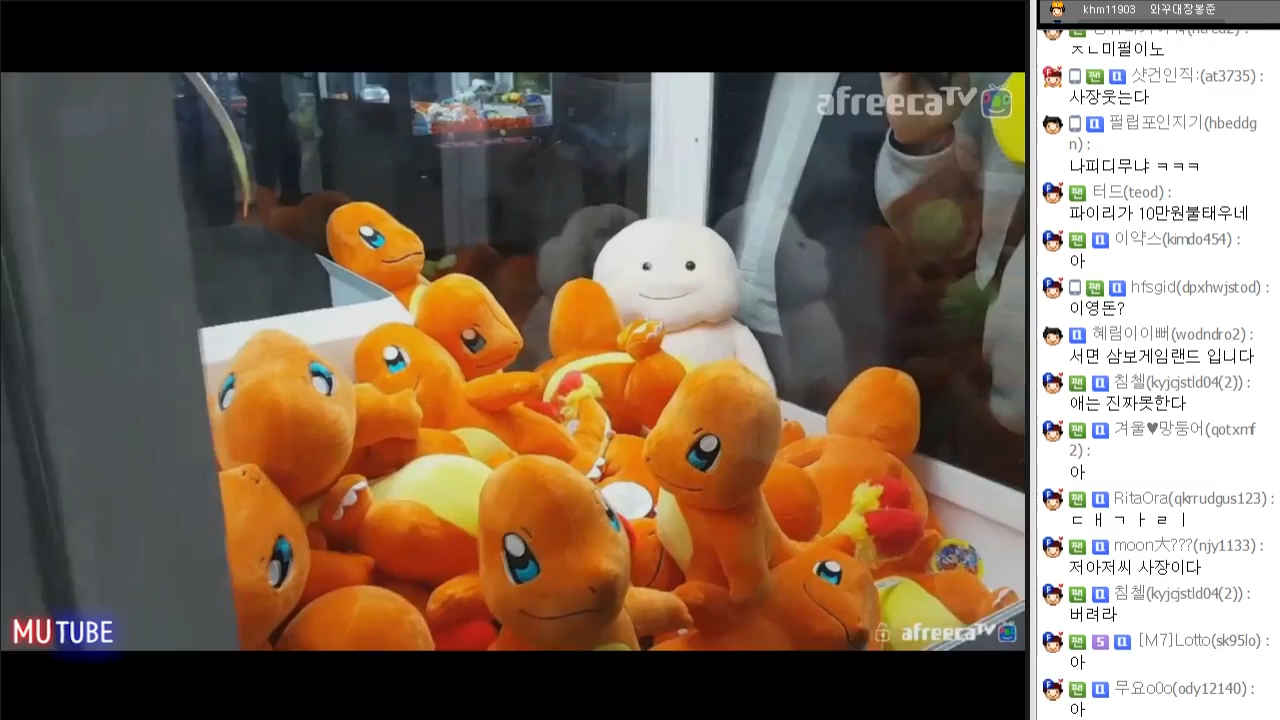 khm11903 와꾸대장봉준
afreecaTV
ㅈㄴ미필이노
샷건인직:(at3735) :
사장웃는다
필립포인지기(hbeddg
n) :
나피디무냐 ㅋㅋㅋ
터드(teod) :
파이리가 10만원불태우네
이약스(kimdo454) :
아
hfsgid(dpxhwjstod) :
이영돈?
혜림이이뻐(wodndro2) :
서면 삼보게임랜드 입니다
침첼(kyjcjstld04(2)) :
얘는 진짜못한다
겨울♥망둥어(qotxmf
2) :
아
RitaOra(qkrrudgus123) :
ㄷ ㅐ ㄱ ㅏ ㄹ ㅣ
moon大???(njy1133) :
저아저씨 사장이다
침첼(kyjcjstld04(2)) :
버려라
[M7]Lotto(sk95lo) :
아
무요o0o(ody12140) :
아
MUTUBE
afreecaTV